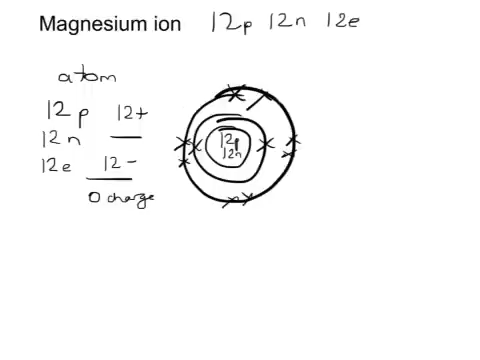 Magnesium ion 12p 12n 12e
atom
12p 12+
12n —
12e 12-
0 charge
12p
12n